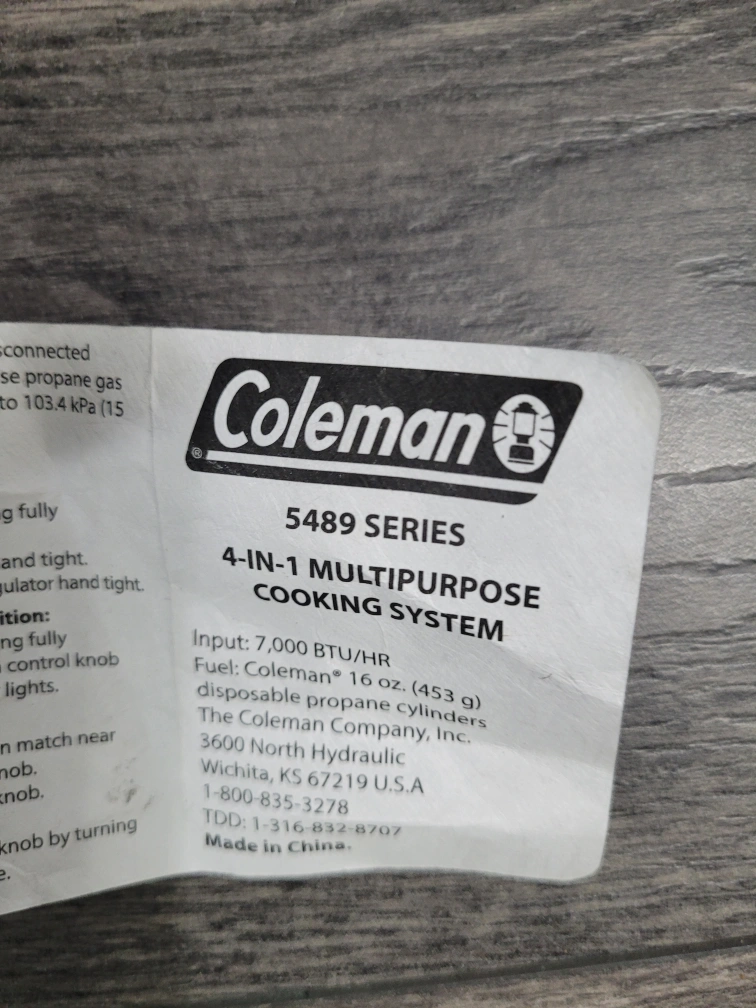 sconnected
se propane gas
to 103.4 kPa (15
g fully
and tight.
gulator hand tight.
ition:
ng fully
control knob
lights.
n match near
nob.
knob.
knob by turning
e.
Coleman
®
5489 SERIES
4-IN-1 MULTIPURPOSE
COOKING SYSTEM
Input: 7,000 BTU/HR
Fuel: Coleman® 16 oz. (453 g)
disposable propane cylinders
The Coleman Company, Inc.
3600 North Hydraulic
Wichita, KS 67219 U.S.A
1-800-835-3278
TDD: 1-316-832-8707
Made in China.